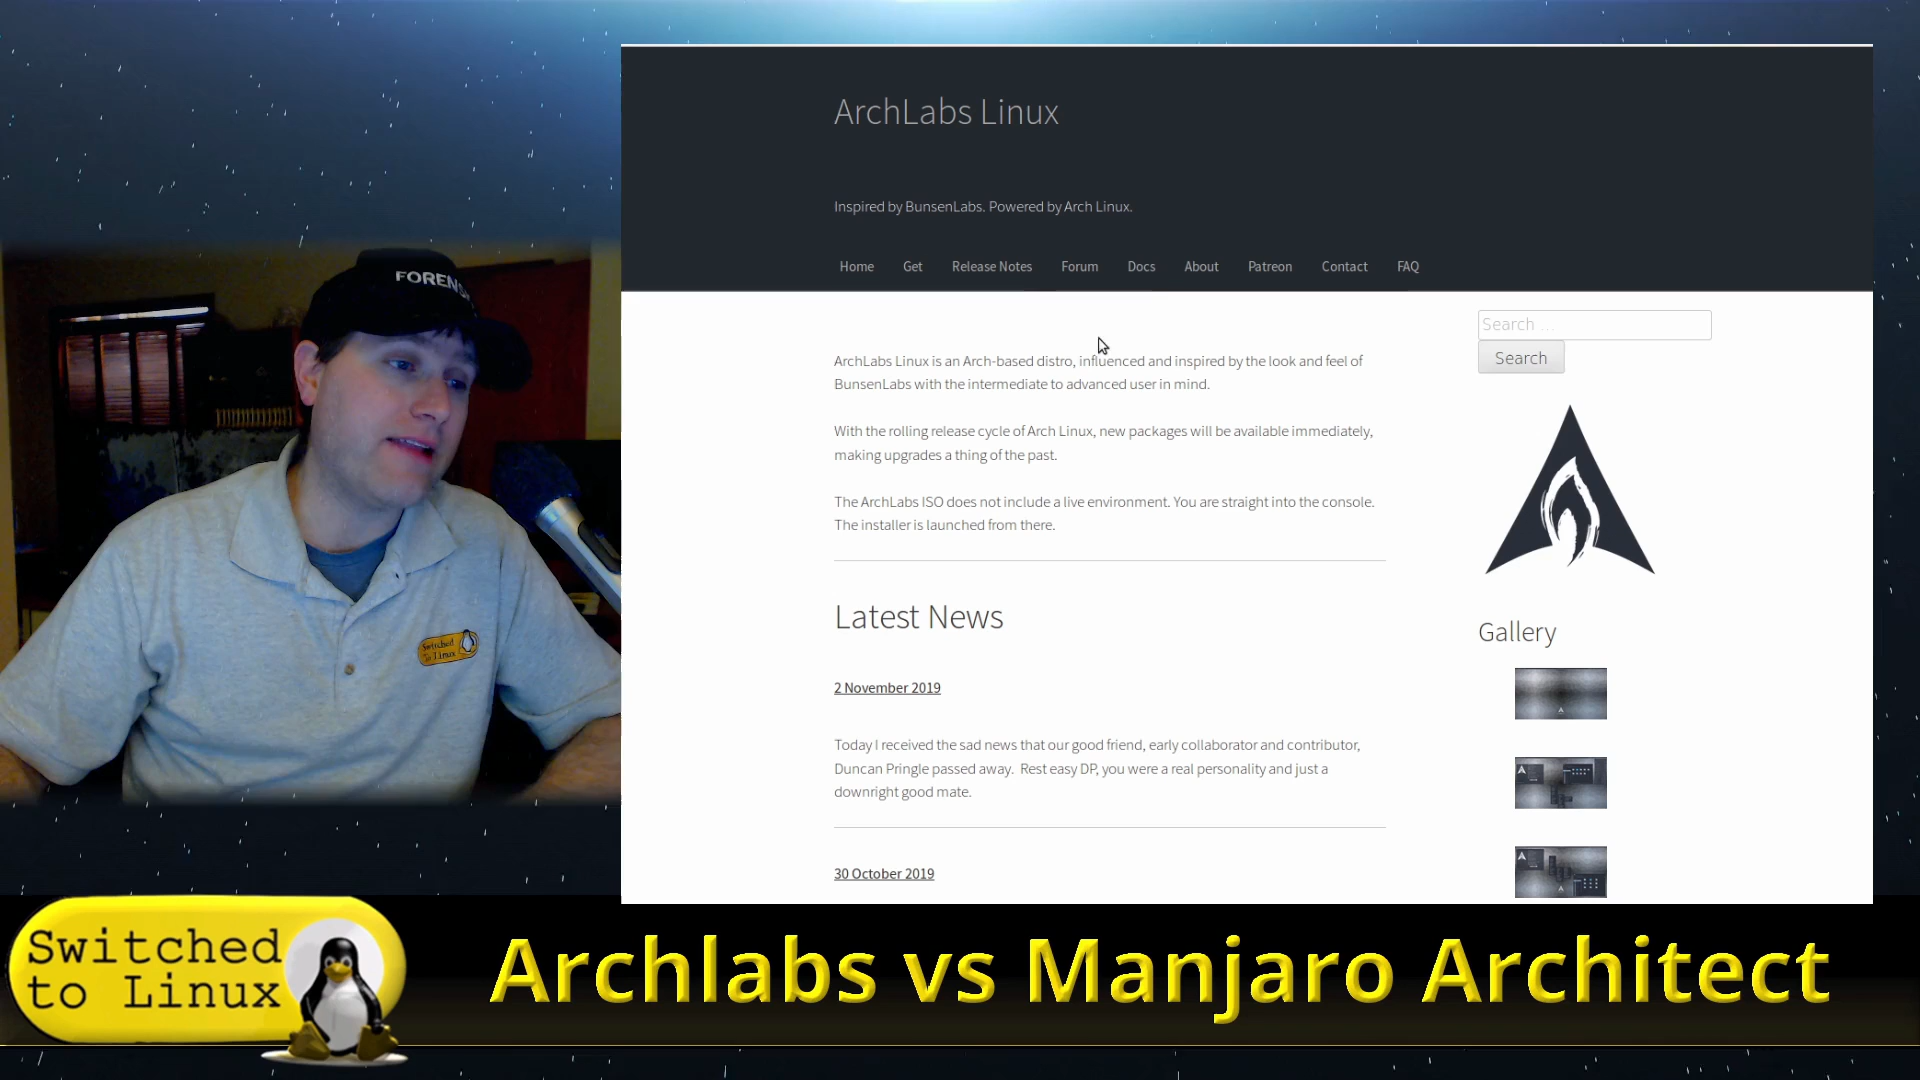 ArchLabs Linux
Inspired by BunsenLabs. Powered by Arch Linux.
Home Get Release Notes Forum Docs About Patreon Contact FAQ
Search ...
Search
ArchLabs Linux is an Arch-based distro, influenced and inspired by the look and feel of
BunsenLabs with the intermediate to advanced user in mind.
With the rolling release cycle of Arch Linux, new packages will be available immediately,
making upgrades a thing of the past.
The ArchLabs ISO does not include a live environment. You are straight into the console.
The installer is launched from there.
Latest News
2 November 2019
Today I received the sad news that our good friend, early collaborator and contributor,
Duncan Pringle passed away.  Rest easy DP, you were a real personality and just a
downright good mate.
30 October 2019
Gallery
FORENS
Switched
to Linux
Switched
to Linux
Archlabs vs Manjaro Architect